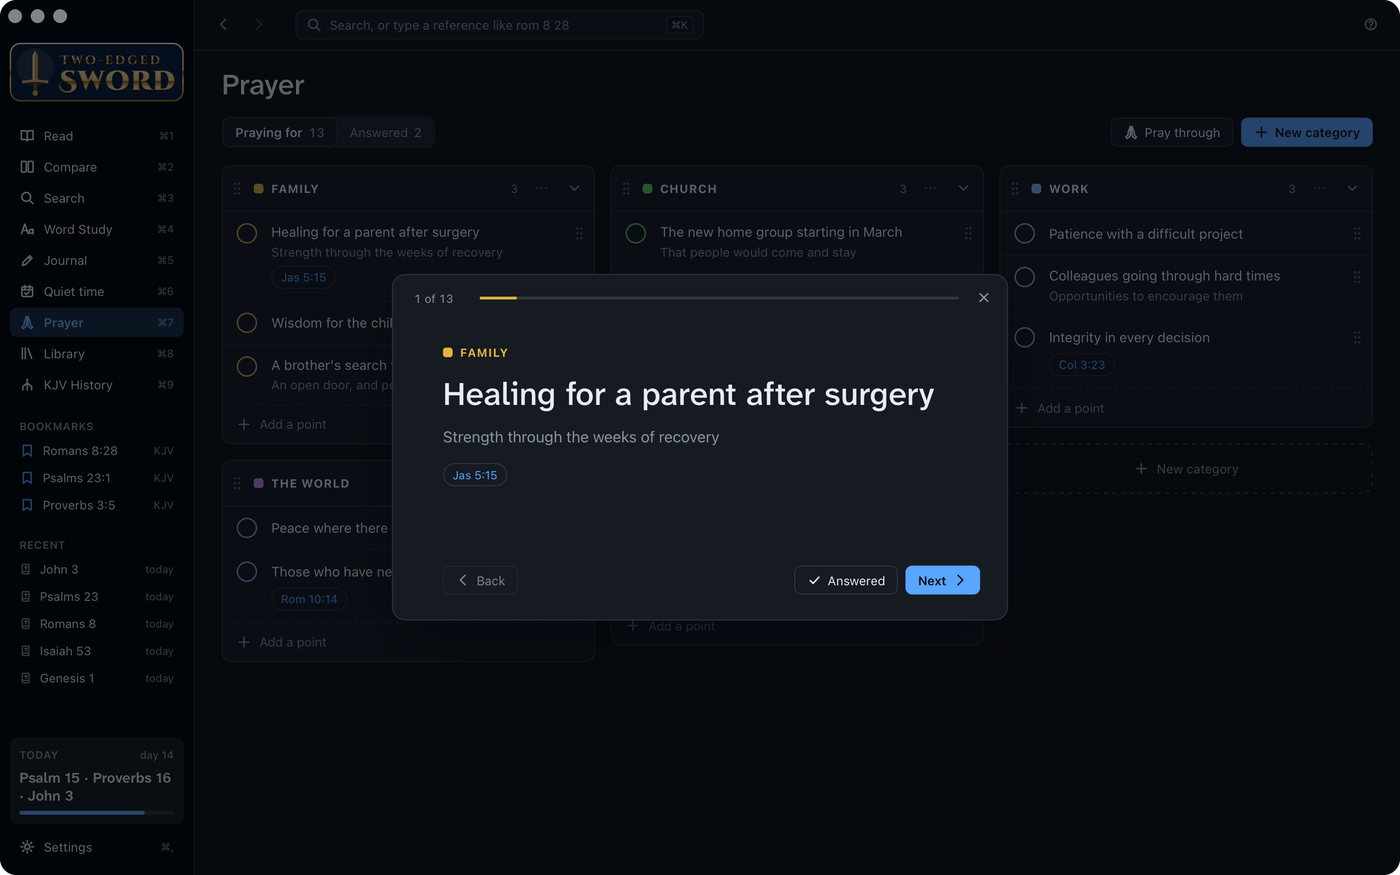 TWO-EDGED
SWORD
Read ⌘1
Compare ⌘2
Search ⌘3
Word Study ⌘4
Journal ⌘5
Quiet time ⌘6
Prayer ⌘7
Library ⌘8
KJV History ⌘9
BOOKMARKS
Romans 8:28 KJV
Psalms 23:1 KJV
Proverbs 3:5 KJV
RECENT
John 3 today
Psalms 23 today
Romans 8 today
Isaiah 53 today
Genesis 1 today
TODAY day 14
Psalm 15 · Proverbs 16
· John 3
Settings ⌘,
Search, or type a reference like rom 8 28 ⌘K
Prayer
Praying for 13 Answered 2
Pray through + New category
FAMILY 3 ···
Healing for a parent after surgery
Strength through the weeks of recovery
Jas 5:15
Wisdom for the
A brother's search
An open door, and
+ Add a point
THE WORLD
Peace where there
Those who have
Rom 10:14
+ Add a point
CHURCH 3 ···
The new home group starting in March
That people would come and stay
+ Add a point
WORK 3 ···
Patience with a difficult project
Colleagues going through hard times
Opportunities to encourage them
Integrity in every decision
Col 3:23
+ Add a point
+ New category
1 of 13
FAMILY
Healing for a parent after surgery
Strength through the weeks of recovery
Jas 5:15
Back
Answered
Next